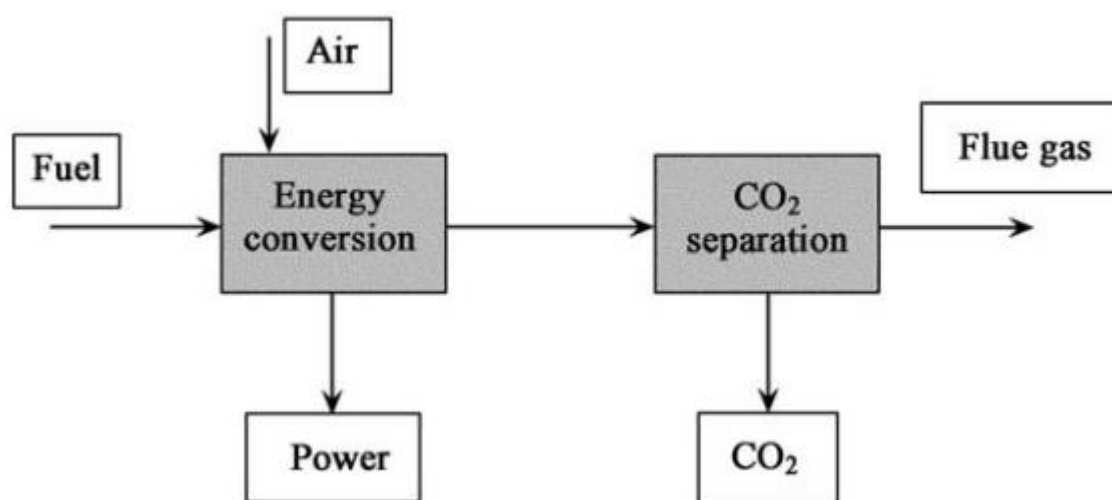 Air
Fuel
Energy
conversion
CO₂
separation
Flue gas
Power
CO₂